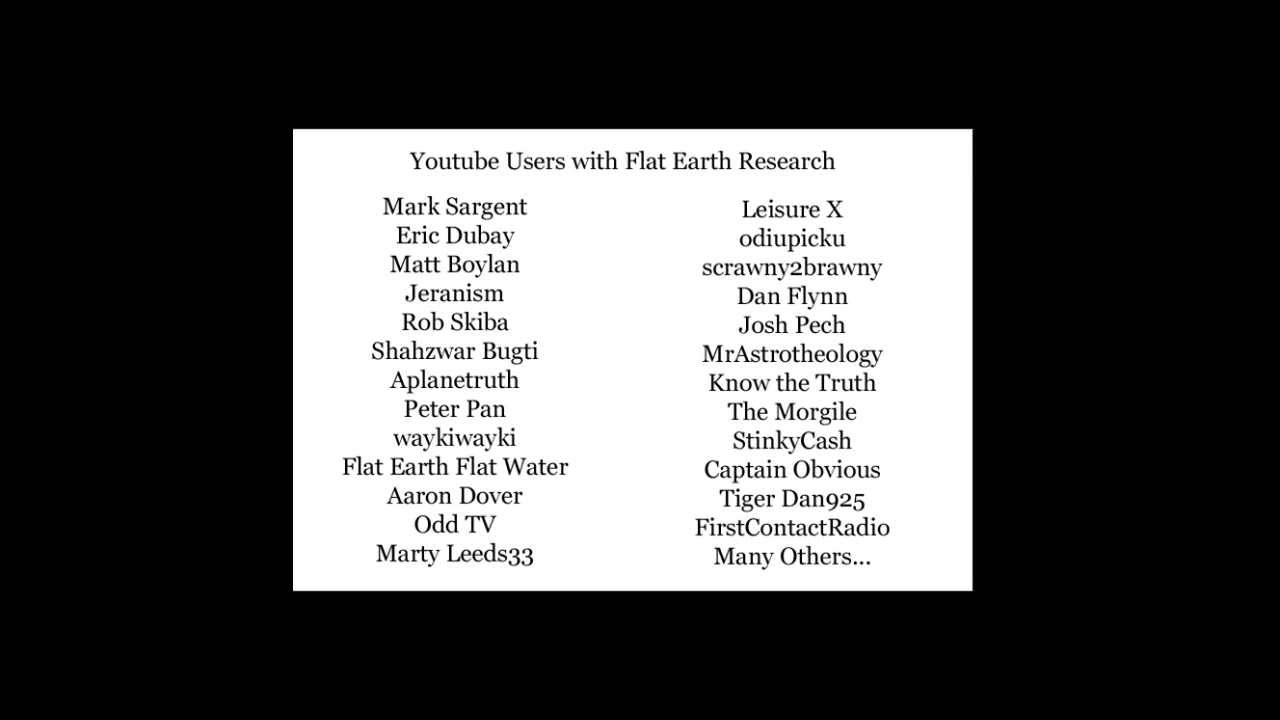 Youtube Users with Flat Earth Research
Mark Sargent
Eric Dubay
Matt Boylan
Jeranism
Rob Skiba
Shahzwar Bugti
Aplanetruth
Peter Pan
waykiwayki
Flat Earth Flat Water
Aaron Dover
Odd TV
Marty Leeds33
Leisure X
odiupicku
scrawny2brawny
Dan Flynn
Josh Pech
MrAstrotheology
Know the Truth
The Morgile
StinkyCash
Captain Obvious
Tiger Dan925
FirstContactRadio
Many Others...